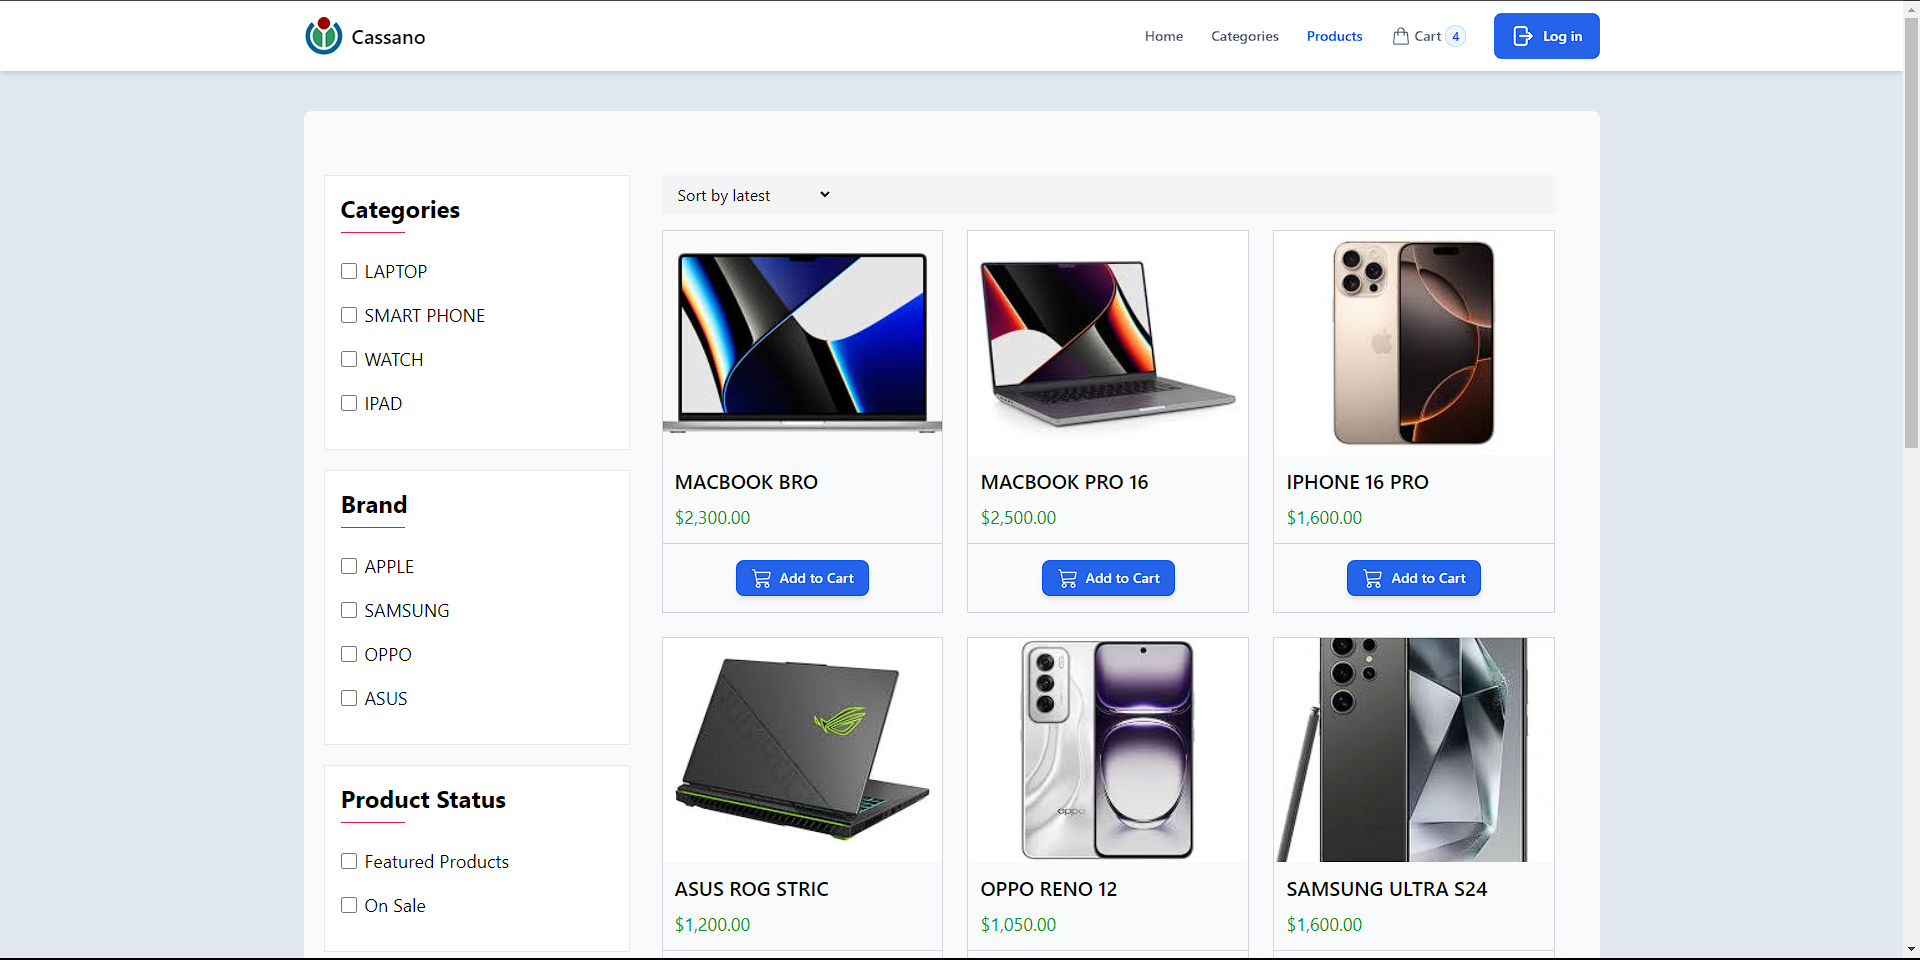 Cassano
Home
Categories
Products
Cart 4
Log in
Categories
LAPTOP
SMART PHONE
WATCH
IPAD
Brand
APPLE
SAMSUNG
OPPO
ASUS
Product Status
Featured Products
On Sale
Sort by latest
MACBOOK BRO
$2,300.00
Add to Cart
MACBOOK PRO 16
$2,500.00
Add to Cart
IPHONE 16 PRO
$1,600.00
Add to Cart
ASUS ROG STRIC
$1,200.00
oppo
OPPO RENO 12
$1,050.00
SAMSUNG ULTRA S24
$1,600.00